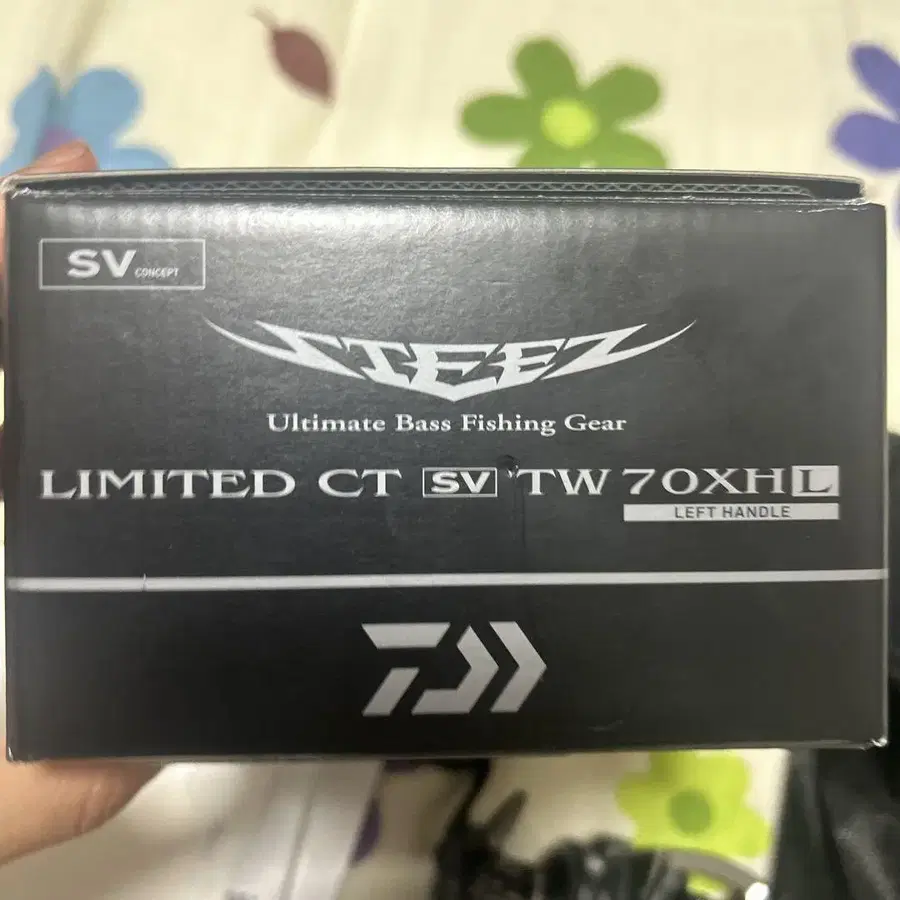 SV CONCEPT
STEEZ
Ultimate Bass Fishing Gear
LIMITED CT SV TW 70XHL
LEFT HANDLE